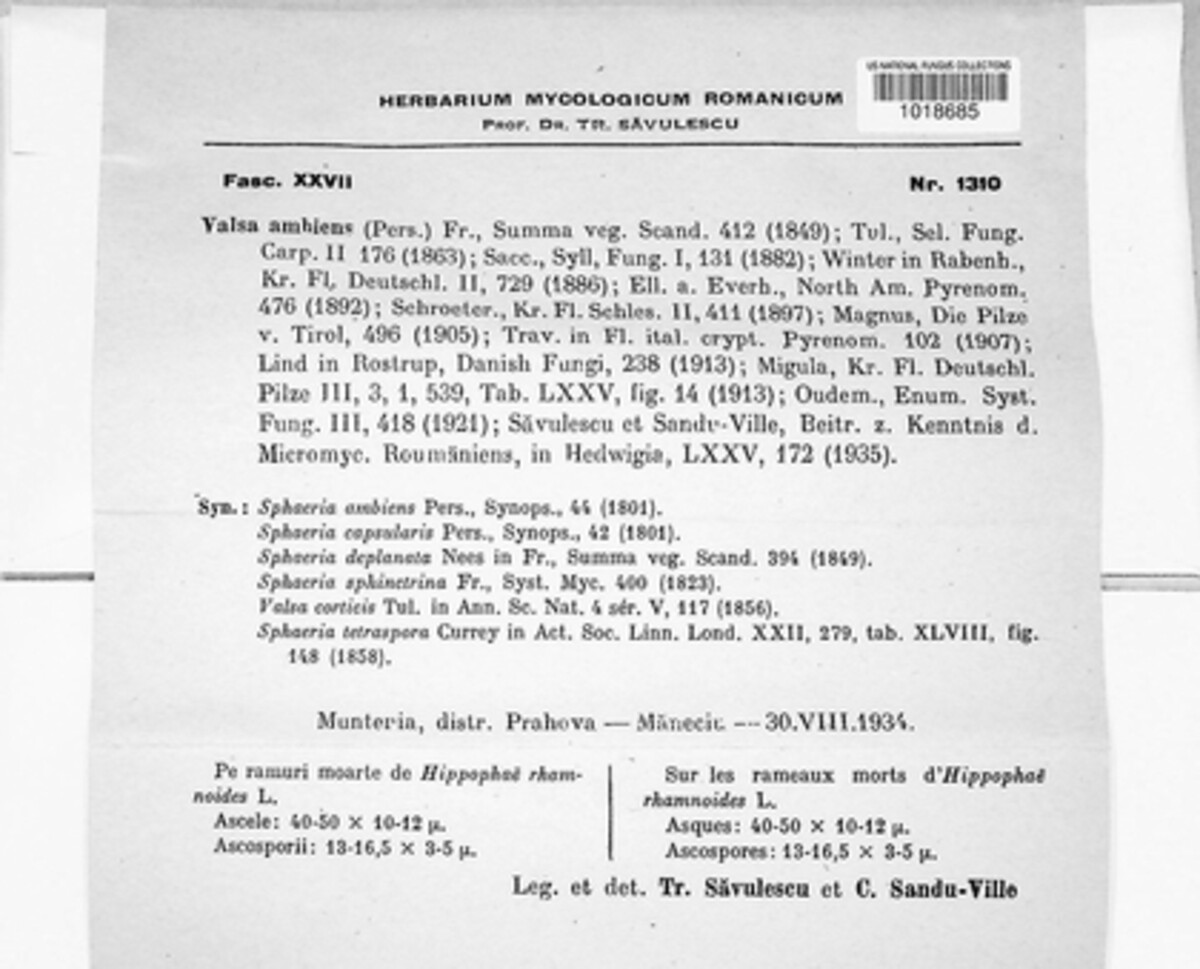 US NATIONAL FUNGUS COLLECTIONS
1018685
HERBARIUM MYCOLOGICUM ROMANICUM
PROF. DR. TR. SĂVULESCU
Fasc. XXVII Nr. 1310
Valsa ambiens (Pers.) Fr., Summa veg. Scand. 412 (1849); Tul., Sel. Fung.
Carp. II 176 (1863); Sacc., Syll, Fung. I, 131 (1882); Winter in Rabenh.,
Kr. Fl. Deutschl. II, 729 (1886); Ell. a. Everh., North Am. Pyrenom.
476 (1892); Schroeter., Kr. Fl. Schles. II, 411 (1897); Magnus, Die Pilze
v. Tirol, 496 (1905); Trav. in Fl. ital. crypt. Pyrenom. 102 (1907);
Lind in Rostrup, Danish Fungi, 238 (1913); Migula, Kr. Fl. Deutschl.
Pilze III, 3, 1, 539, Tab. LXXV, fig. 14 (1913); Oudem., Enum. Syst.
Fung. III, 418 (1921); Săvulescu et Sandu-Ville, Beitr. z. Kenntnis d.
Micromyc. Roumäniens, in Hedwigia, LXXV, 172 (1935).
Syn.: Sphaeria ambiens Pers., Synops., 44 (1801).
Sphaeria capsularis Pers., Synops., 42 (1801).
Sphaeria deplanata Nees in Fr., Summa veg. Scand. 394 (1849).
Sphaeria sphinctrina Fr., Syst. Myc. 400 (1823).
Valsa corticis Tul. in Ann. Sc. Nat. 4 sér. V, 117 (1856).
Sphaeria tetraspora Currey in Act. Soc. Linn. Lond. XXII, 279, tab. XLVIII, fig.
148 (1858).
Munteria, distr. Prahova — Măneciu — 30.VIII.1934.
Pe ramuri moarte de Hippophaë rham-
noides L.
Ascele: 40-50 × 10-12 µ.
Ascosporii: 13-16,5 × 3-5 µ.
Sur les rameaux morts d'Hippophaë
rhamnoides L.
Asques: 40-50 × 10-12 µ.
Ascospores: 13-16,5 × 3-5 µ.
Leg. et det. Tr. Săvulescu et C. Sandu-Ville